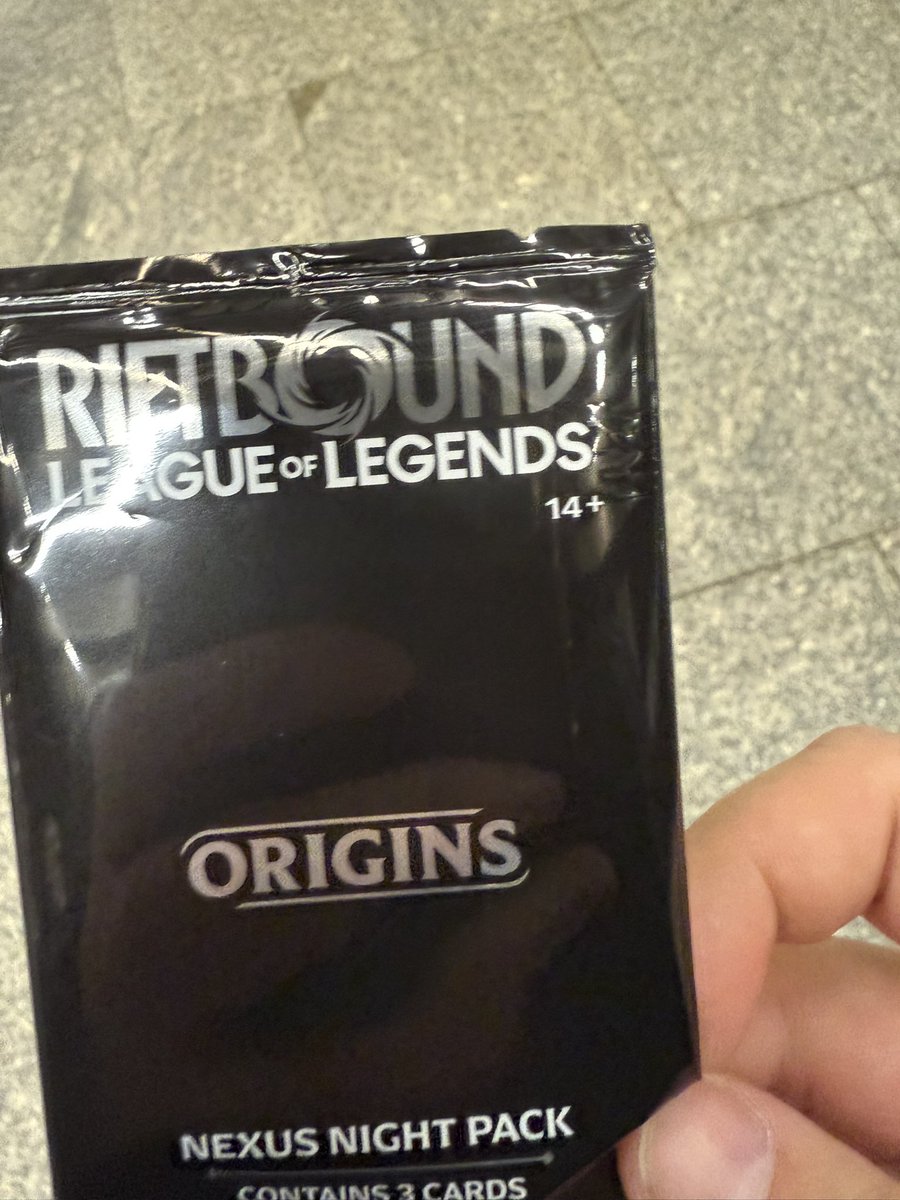 RIFTBOUND
LEAGUE OF LEGENDS
14+
ORIGINS
NEXUS NIGHT PACK
CONTAINS 3 CARDS